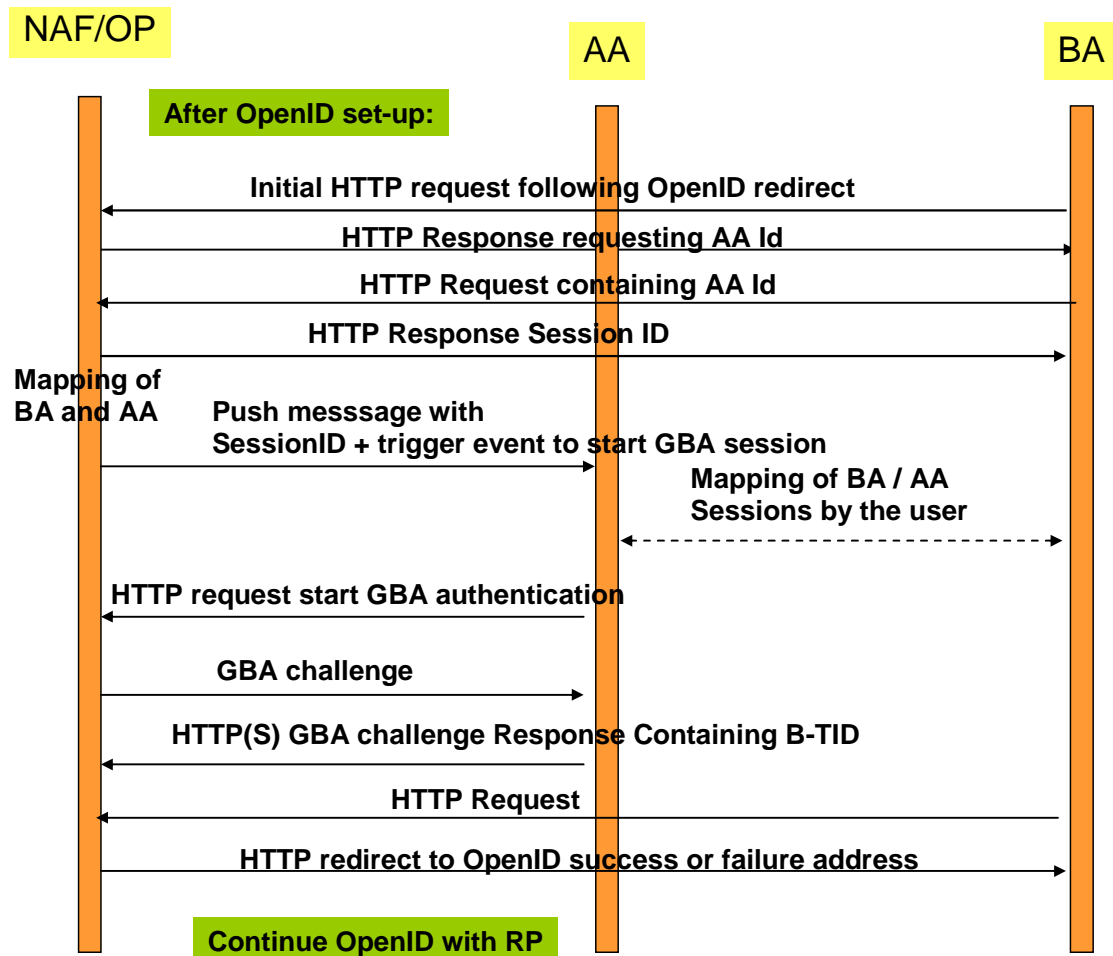 NAF/OP
AA
BA
After OpenID set-up:
Initial HTTP request following OpenID redirect
HTTP Response requesting AA Id
HTTP Request containing AA Id
HTTP Response Session ID
Mapping of
BA and AA
Push messsage with
SessionID + trigger event to start GBA session
Mapping of BA / AA
Sessions by the user
HTTP request start GBA authentication
GBA challenge
HTTP(S) GBA challenge Response Containing B-TID
HTTP Request
HTTP redirect to OpenID success or failure address
Continue OpenID with RP